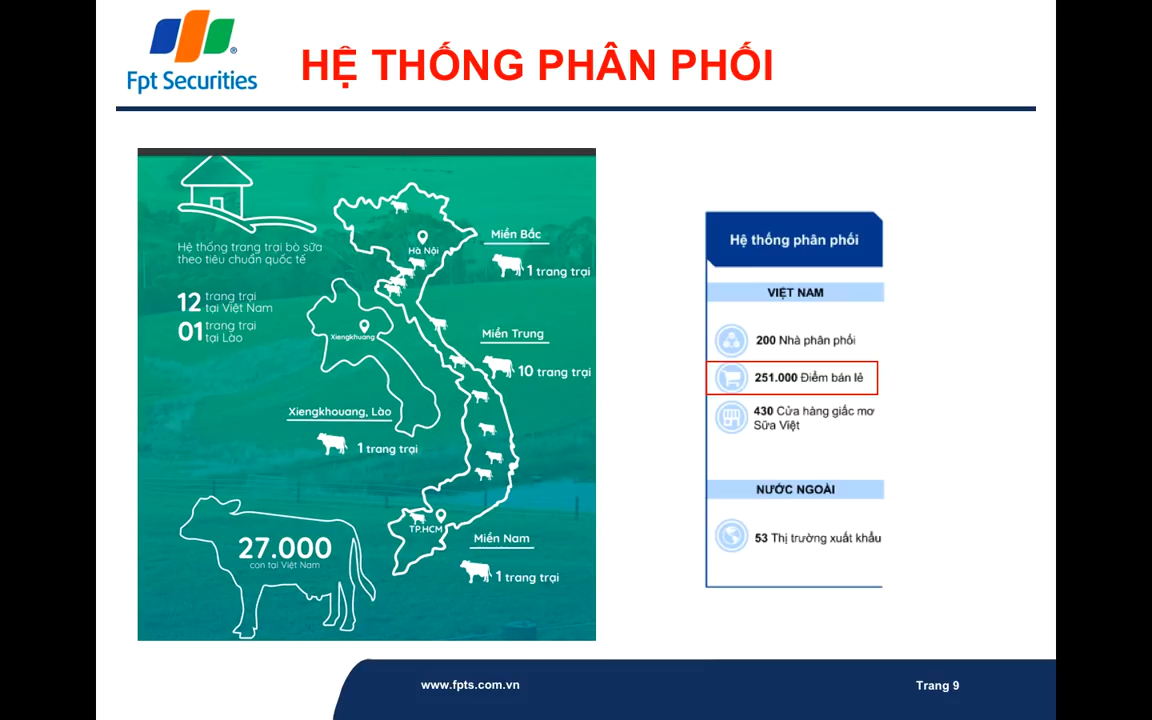 Fpt Securities
HỆ THỐNG PHÂN PHỐI
Hệ thống trang trại bò sữa
theo tiêu chuẩn quốc tế
12 trang trại
tại Việt Nam
01 trang trại
tại Lào
Hà Nội
Miền Bắc
1 trang trại
Xiengkhuang
Miền Trung
10 trang trại
Xiengkhouang, Lào
1 trang trại
TP.HCM
Miền Nam
1 trang trại
27.000
con tại Việt Nam
Hệ thống phân phối
VIỆT NAM
200 Nhà phân phối
251.000 Điểm bán lẻ
430 Cửa hàng giấc mơ
Sữa Việt
NƯỚC NGOÀI
53 Thị trường xuất khẩu
www.fpts.com.vn
Trang 9